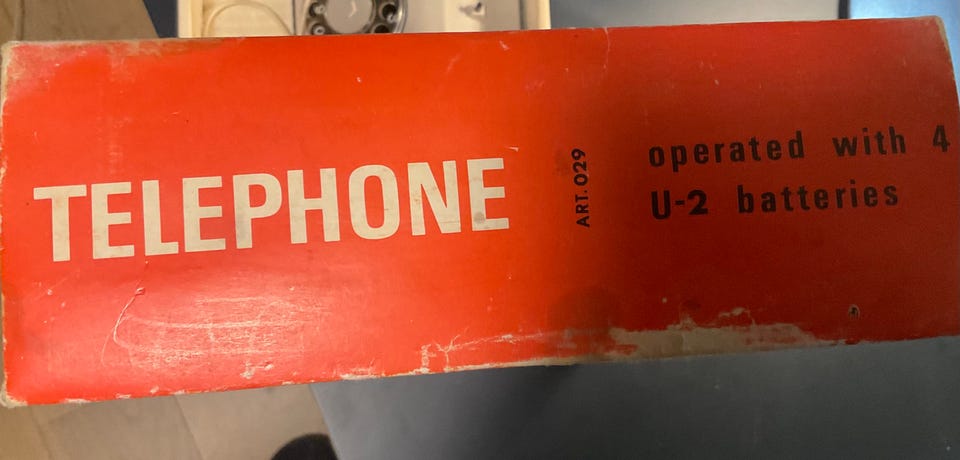 TELEPHONE
ART. 029
operated with 4
U-2 batteries